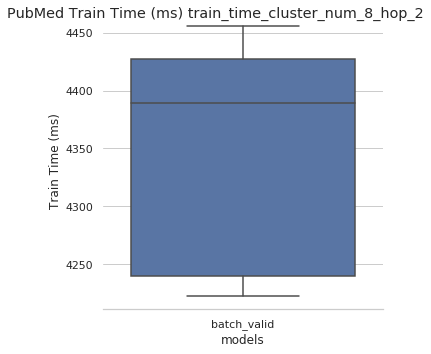 PubMed Train Time (ms) train_time_cluster_num_8_hop_2
4450
4400
4350
4300
4250
Train Time (ms)
batch_valid
models